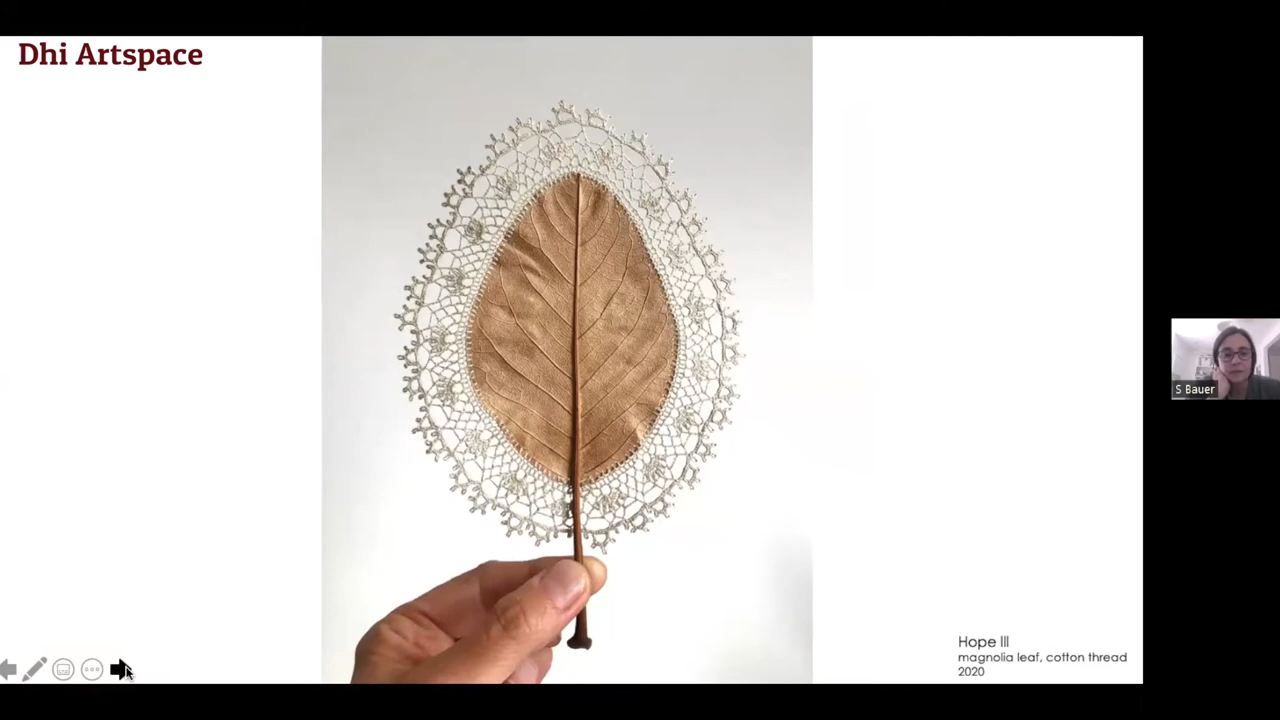 Dhi Artspace
S Bauer
Hope III
magnolia leaf, cotton thread
2020